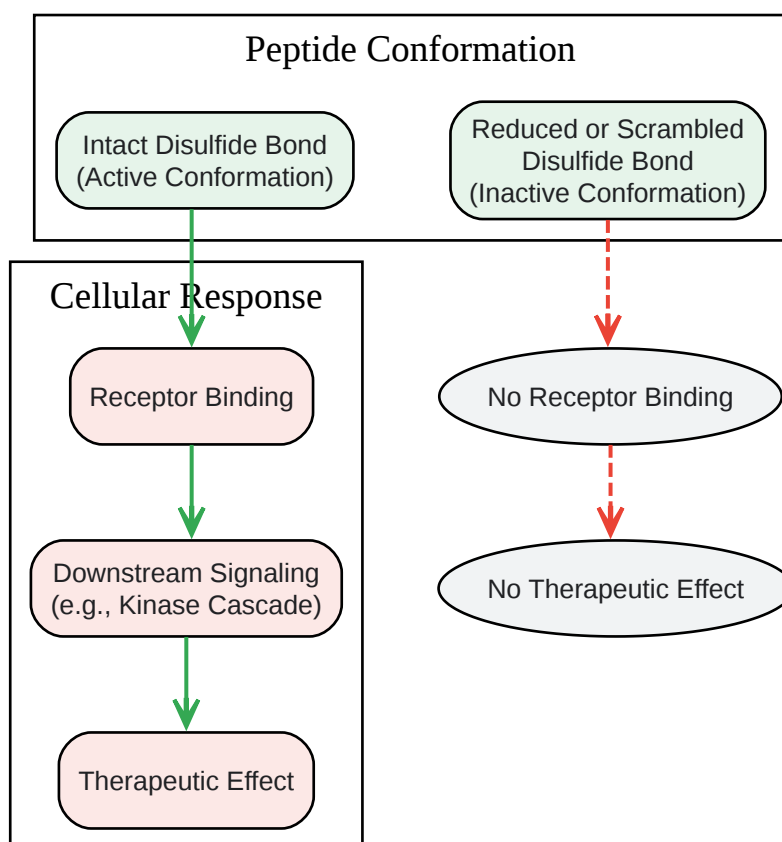 Peptide Conformation
Intact Disulfide Bond
(Active Conformation)
Reduced or Scrambled
Disulfide Bond
(Inactive Conformation)
Cellular Response
Receptor Binding
No Receptor Binding
Downstream Signaling
(e.g., Kinase Cascade)
No Therapeutic Effect
Therapeutic Effect